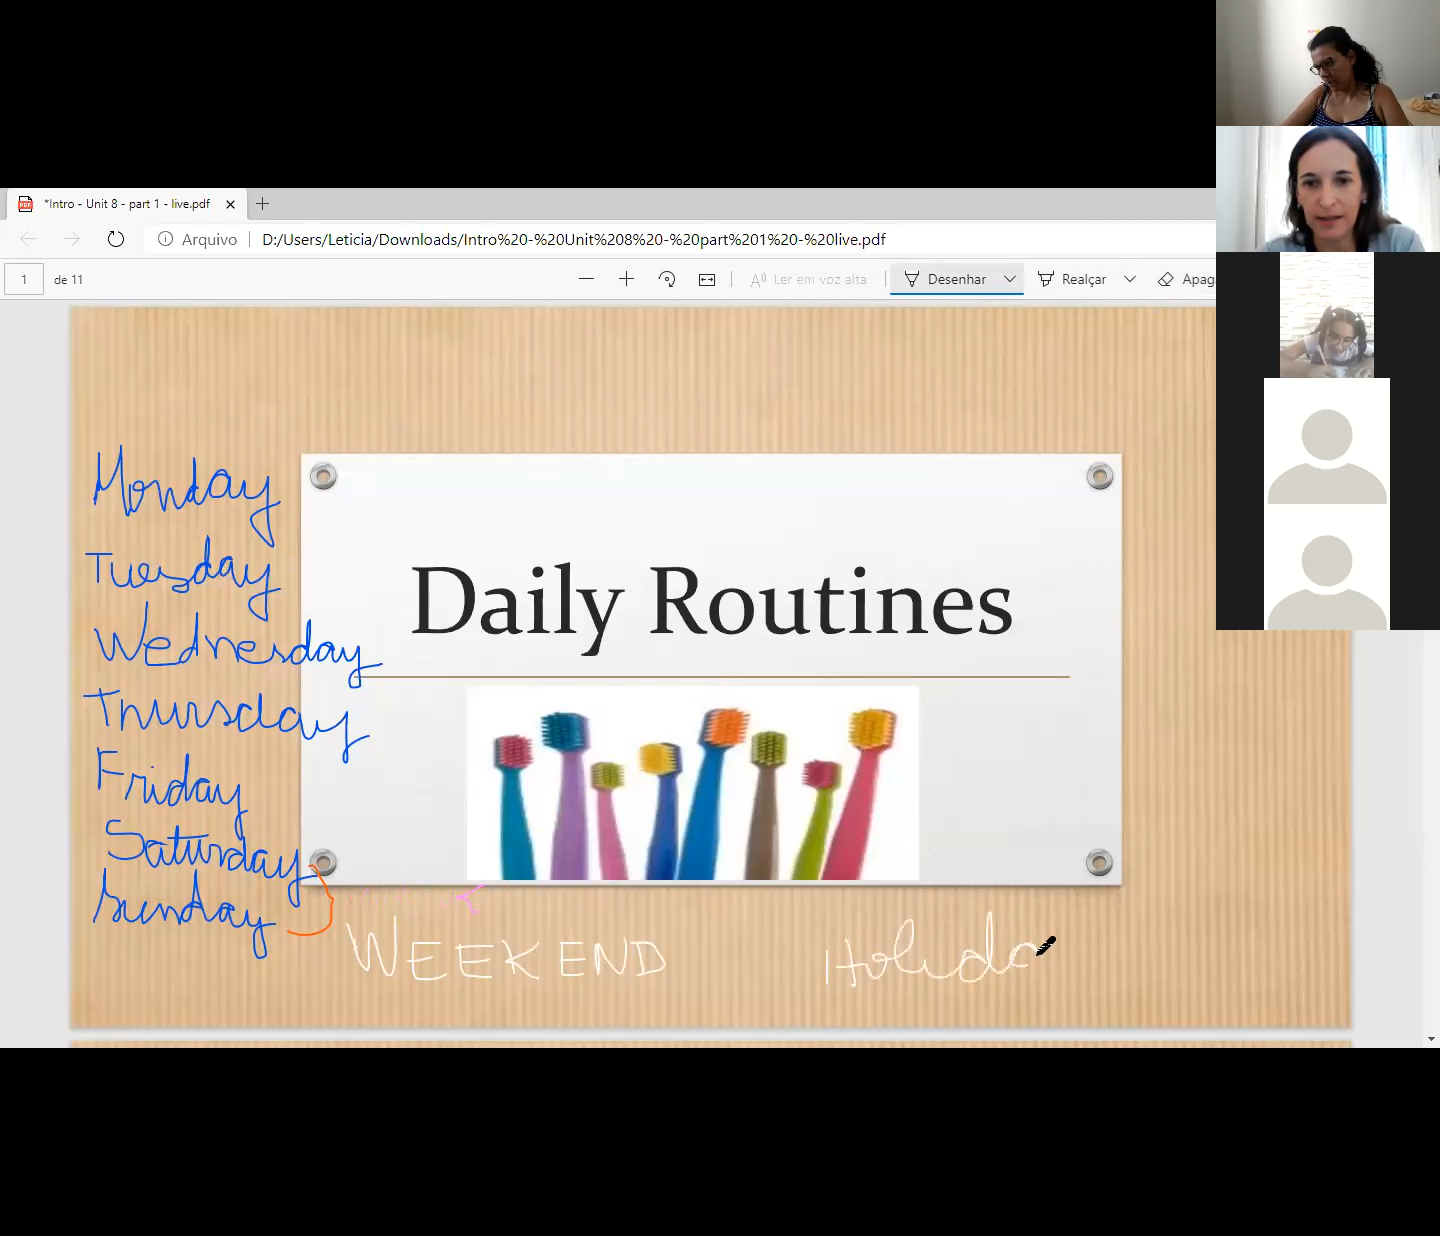 *Intro - Unit 8 - part 1 - live.pdf
Arquivo D:/Users/Leticia/Downloads/Intro%20-%20Unit%208%20-%20part%201%20-%20live.pdf
1 de 11 Ler em voz alta Desenhar Realçar Apag
Monday
Tuesday
Daily Routines
Wednesday
Thursday
Friday
Saturday
Sunday
WEEKEND Holida